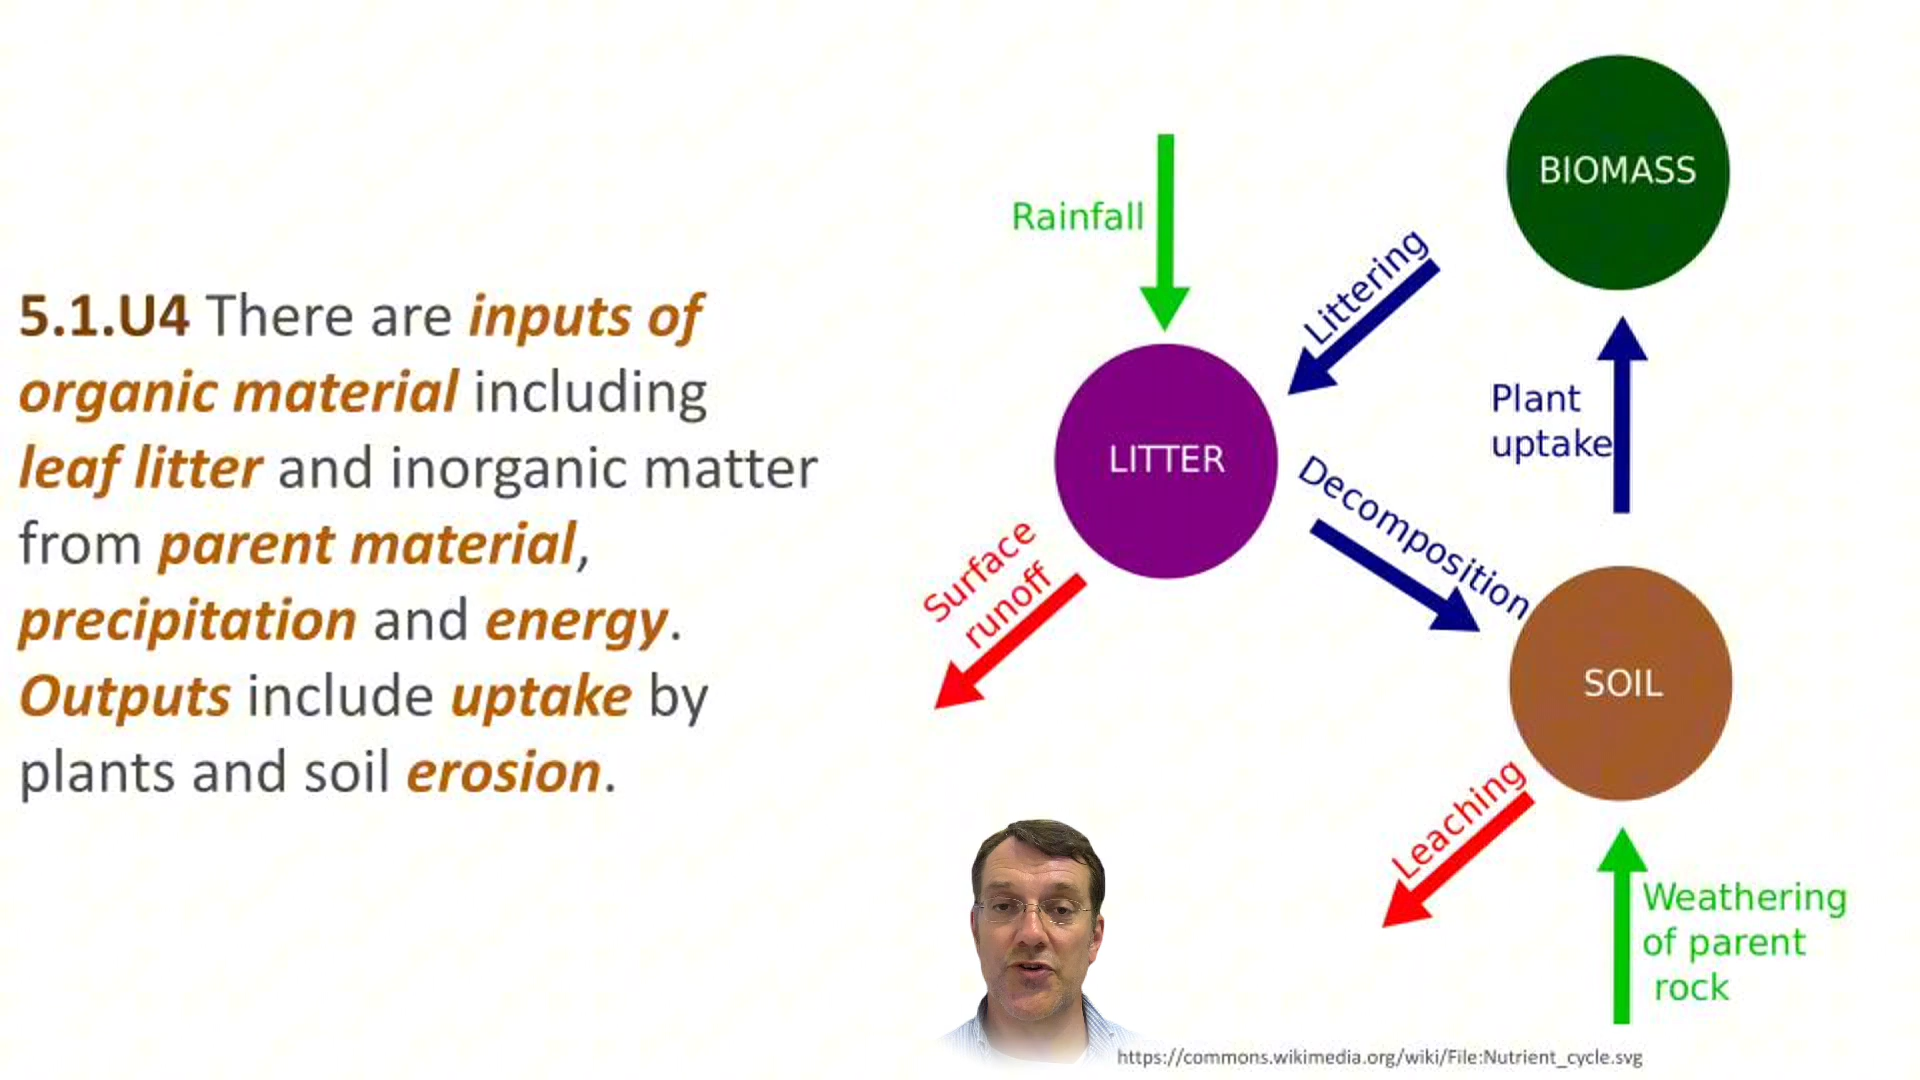 5.1.U4 There are inputs of
organic material including
leaf litter and inorganic matter
from parent material,
precipitation and energy.
Outputs include uptake by
plants and soil erosion.
BIOMASS
Rainfall
Littering
Plant
uptake
LITTER
Decomposition
Surface
runoff
SOIL
Leaching
Weathering
of parent
rock
https://commons.wikimedia.org/wiki/File:Nutrient_cycle.svg